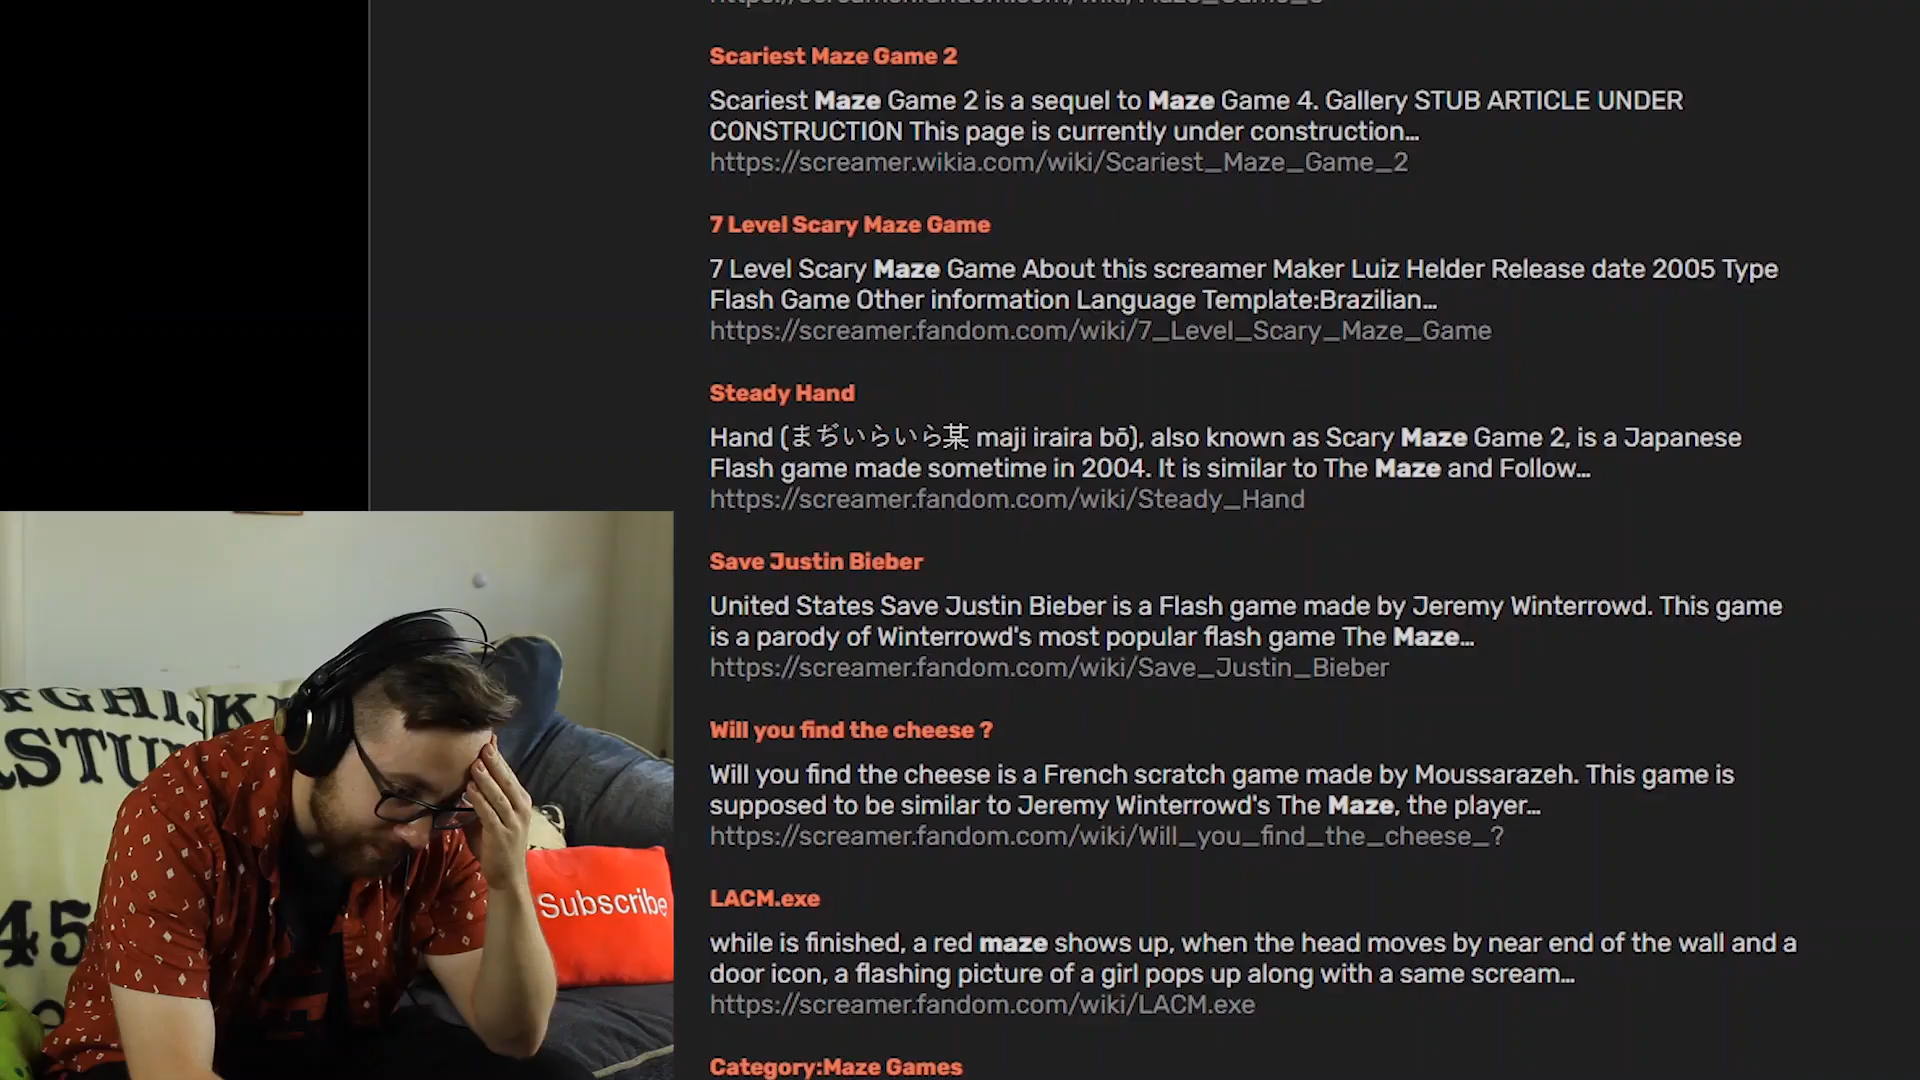 Scariest Maze Game 2
Scariest Maze Game 2 is a sequel to Maze Game 4. Gallery STUB ARTICLE UNDER
CONSTRUCTION This page is currently under construction...
https://screamer.wikia.com/wiki/Scariest_Maze_Game_2
7 Level Scary Maze Game
7 Level Scary Maze Game About this screamer Maker Luiz Helder Release date 2005 Type
Flash Game Other information Language Template:Brazilian...
https://screamer.fandom.com/wiki/7_Level_Scary_Maze_Game
Steady Hand
Hand (まぢいらいら某 maji iraira bō), also known as Scary Maze Game 2, is a Japanese
Flash game made sometime in 2004. It is similar to The Maze and Follow...
https://screamer.fandom.com/wiki/Steady_Hand
Save Justin Bieber
United States Save Justin Bieber is a Flash game made by Jeremy Winterrowd. This game
is a parody of Winterrowd's most popular flash game The Maze...
https://screamer.fandom.com/wiki/Save_Justin_Bieber
Will you find the cheese ?
Will you find the cheese is a French scratch game made by Moussarazeh. This game is
supposed to be similar to Jeremy Winterrowd's The Maze, the player...
https://screamer.fandom.com/wiki/Will_you_find_the_cheese_?
LACM.exe
while is finished, a red maze shows up, when the head moves by near end of the wall and a
door icon, a flashing picture of a girl pops up along with a same scream...
https://screamer.fandom.com/wiki/LACM.exe
Category:Maze Games
FGHIJK
STU
45
Subscribe